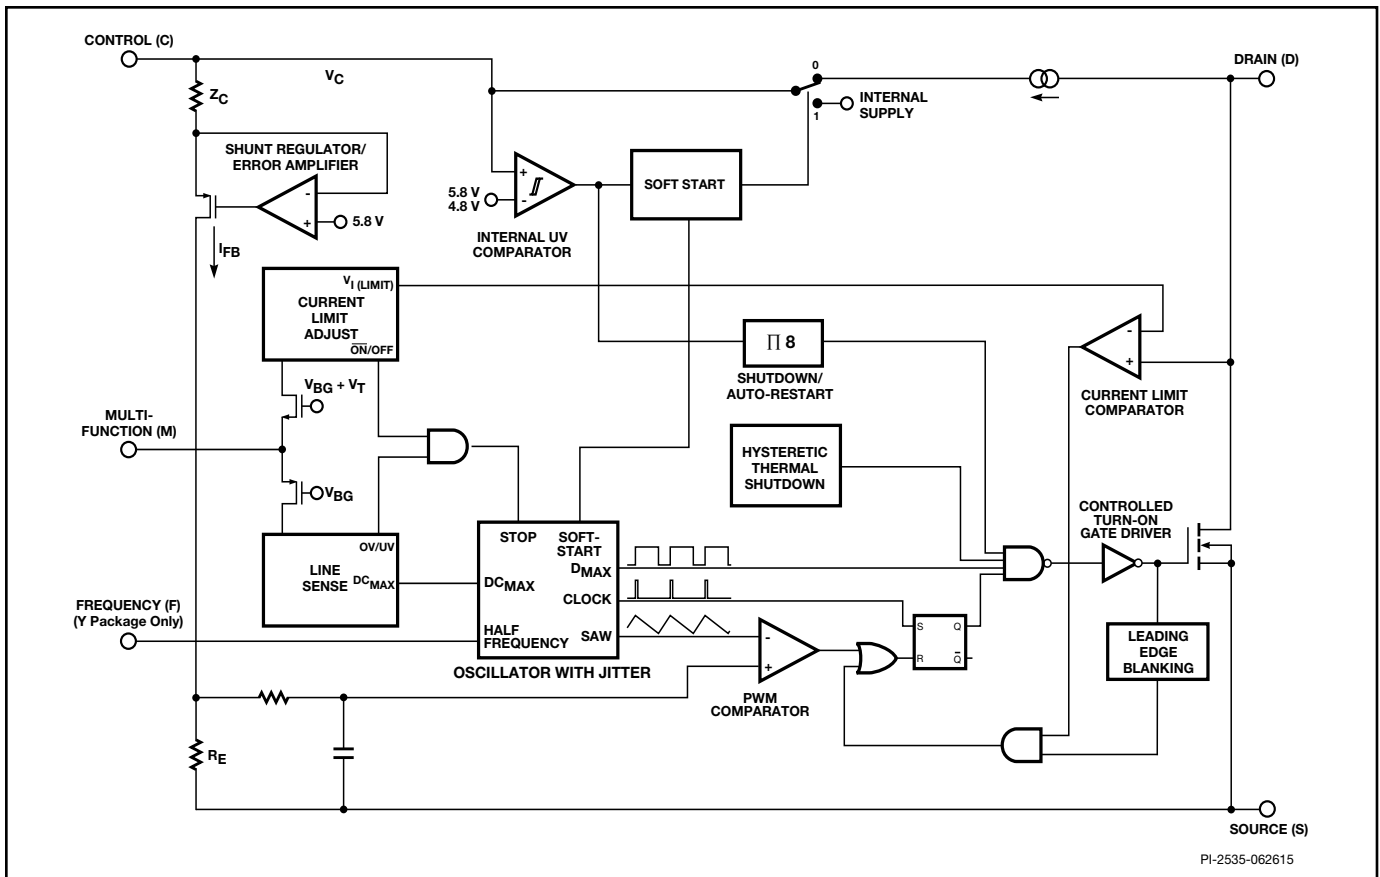 CONTROL (C)
VC
ZC
0
1
INTERNAL
SUPPLY
DRAIN (D)
SHUNT REGULATOR/
ERROR AMPLIFIER
-
+
5.8 V
IFB
+
-
5.8 V
4.8 V
INTERNAL UV
COMPARATOR
SOFT START
VI (LIMIT)
CURRENT
LIMIT
ADJUST
ON/OFF
∏ 8
SHUTDOWN/
AUTO-RESTART
-
+
CURRENT LIMIT
COMPARATOR
VBG + VT
MULTI-
FUNCTION (M)
VBG
HYSTERETIC
THERMAL
SHUTDOWN
CONTROLLED
TURN-ON
GATE DRIVER
OV/UV
LINE
SENSE
DCMAX
STOP
SOFT-
START
DMAX
DCMAX
CLOCK
HALF
FREQUENCY
SAW
OSCILLATOR WITH JITTER
FREQUENCY (F)
(Y Package Only)
-
+
PWM
COMPARATOR
S
Q
R
Q̅
LEADING
EDGE
BLANKING
RE
SOURCE (S)
PI-2535-062615